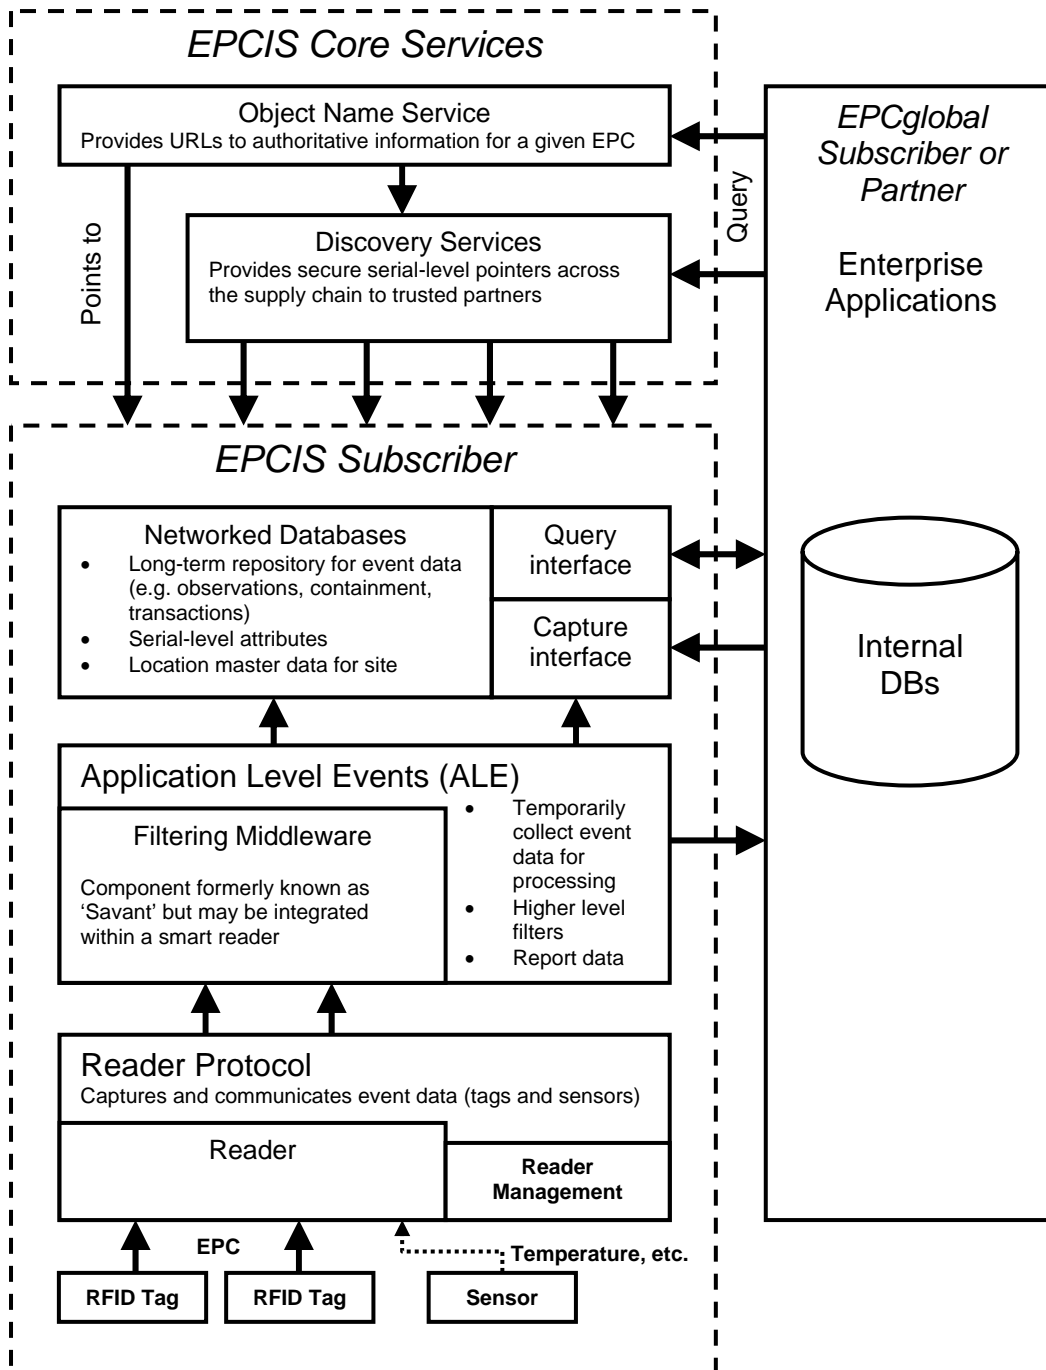 EPCIS Core Services
Object Name Service
Provides URLs to authoritative information for a given EPC
Points to
Discovery Services
Provides secure serial-level pointers across
the supply chain to trusted partners
Query
EPCglobal
Subscriber or
Partner
Enterprise
Applications
Internal
DBs
EPCIS Subscriber
Networked Databases
• Long-term repository for event data
(e.g. observations, containment,
transactions)
• Serial-level attributes
• Location master data for site
Query
interface
Capture
interface
Application Level Events (ALE)
Filtering Middleware
Component formerly known as
‘Savant’ but may be integrated
within a smart reader
• Temporarily
collect event
data for
processing
• Higher level
filters
• Report data
Reader Protocol
Captures and communicates event data (tags and sensors)
Reader
Reader
Management
EPC
Temperature, etc.
RFID Tag
RFID Tag
Sensor